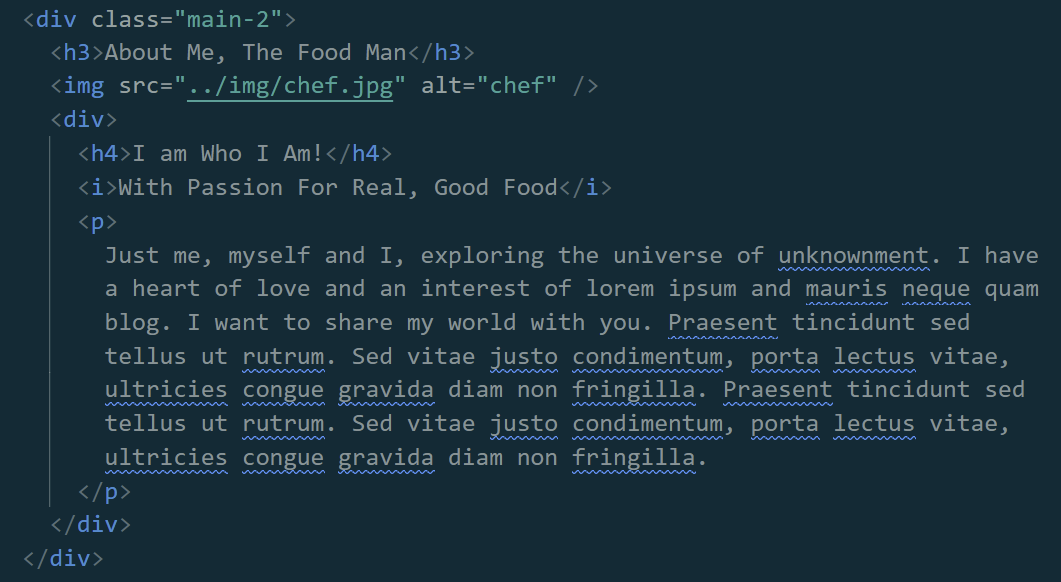 <div class="main-2">
<h3>About Me, The Food Man</h3>
<img src="../img/chef.jpg" alt="chef" />
<div>
<h4>I am Who I Am!</h4>
<i>With Passion For Real, Good Food</i>
<p>
Just me, myself and I, exploring the universe of unknownment. I have
a heart of love and an interest of lorem ipsum and mauris neque quam
blog. I want to share my world with you. Praesent tincidunt sed
tellus ut rutrum. Sed vitae justo condimentum, porta lectus vitae,
ultricies congue gravida diam non fringilla. Praesent tincidunt sed
tellus ut rutrum. Sed vitae justo condimentum, porta lectus vitae,
ultricies congue gravida diam non fringilla.
</p>
</div>
</div>